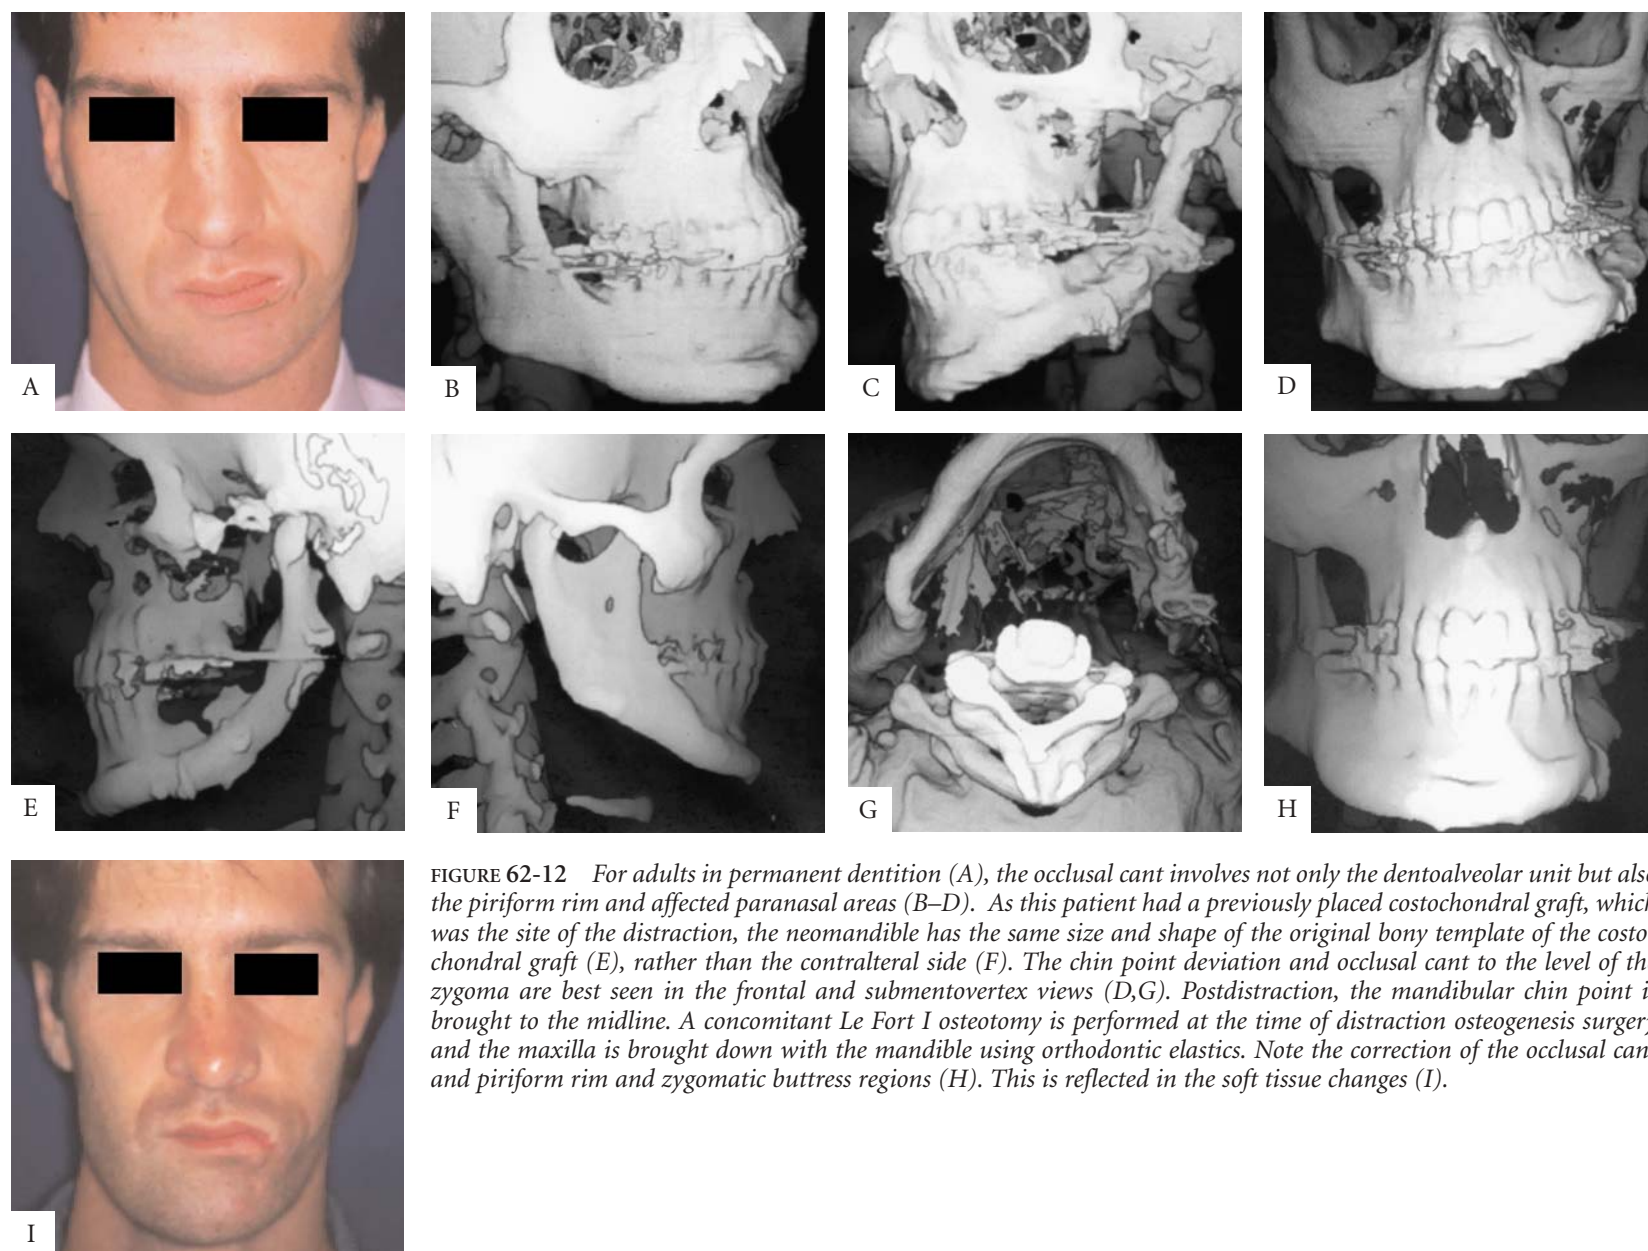 A
B
C
D
E
F
G
H
I
FIGURE 62-12 For adults in permanent dentition (A), the occlusal cant involves not only the dentoalveolar unit but als
the piriform rim and affected paranasal areas (B–D). As this patient had a previously placed costochondral graft, whic
was the site of the distraction, the neomandible has the same size and shape of the original bony template of the costo
chondral graft (E), rather than the contralteral side (F). The chin point deviation and occlusal cant to the level of th
zygoma are best seen in the frontal and submentovertex views (D,G). Postdistraction, the mandibular chin point i
brought to the midline. A concomitant Le Fort I osteotomy is performed at the time of distraction osteogenesis surger
and the maxilla is brought down with the mandible using orthodontic elastics. Note the correction of the occlusal can
and piriform rim and zygomatic buttress regions (H). This is reflected in the soft tissue changes (I).